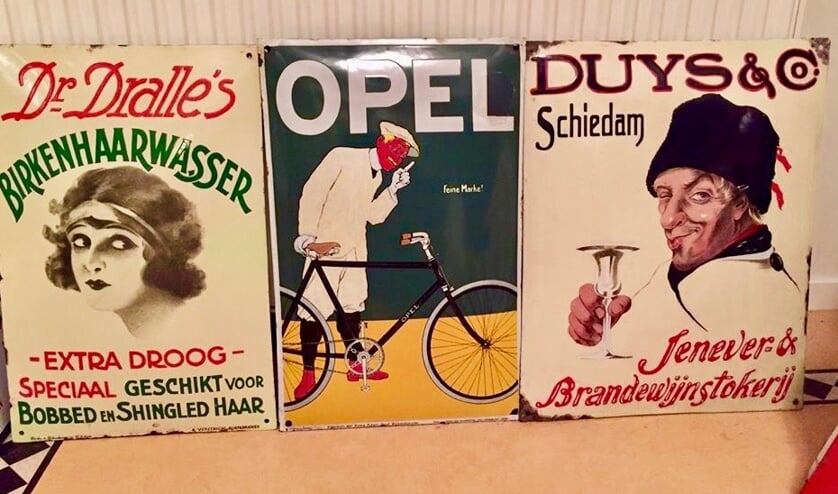 Dr. Dralle's
BIRKENHAARWASSER
- EXTRA DROOG -
SPECIAAL GESCHIKT VOOR
BOBBED EN SHINGLED HAAR
OPEL
Feine Marke!
OPEL
DUYS & Co.
Schiedam
Jenever- &
Brandewijnstokerij